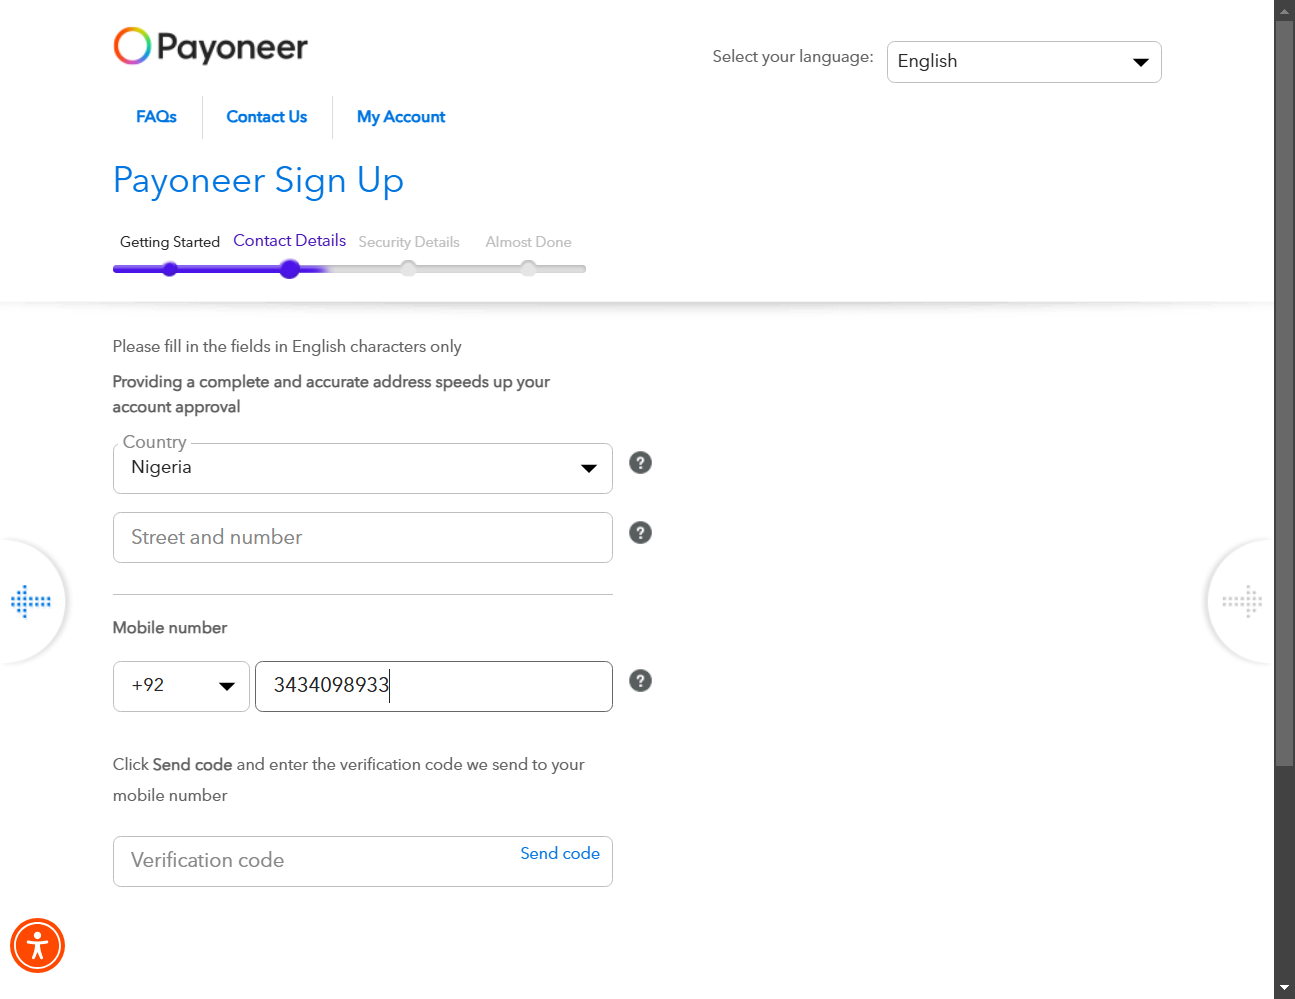 Payoneer
Select your language:
English
FAQs
Contact Us
My Account
Payoneer Sign Up
Getting Started
Contact Details
Security Details
Almost Done
Please fill in the fields in English characters only
Providing a complete and accurate address speeds up your
account approval
Country
Nigeria
?
Street and number
?
Mobile number
+92
3434098933
?
Click Send code and enter the verification code we send to your
mobile number
Verification code
Send code